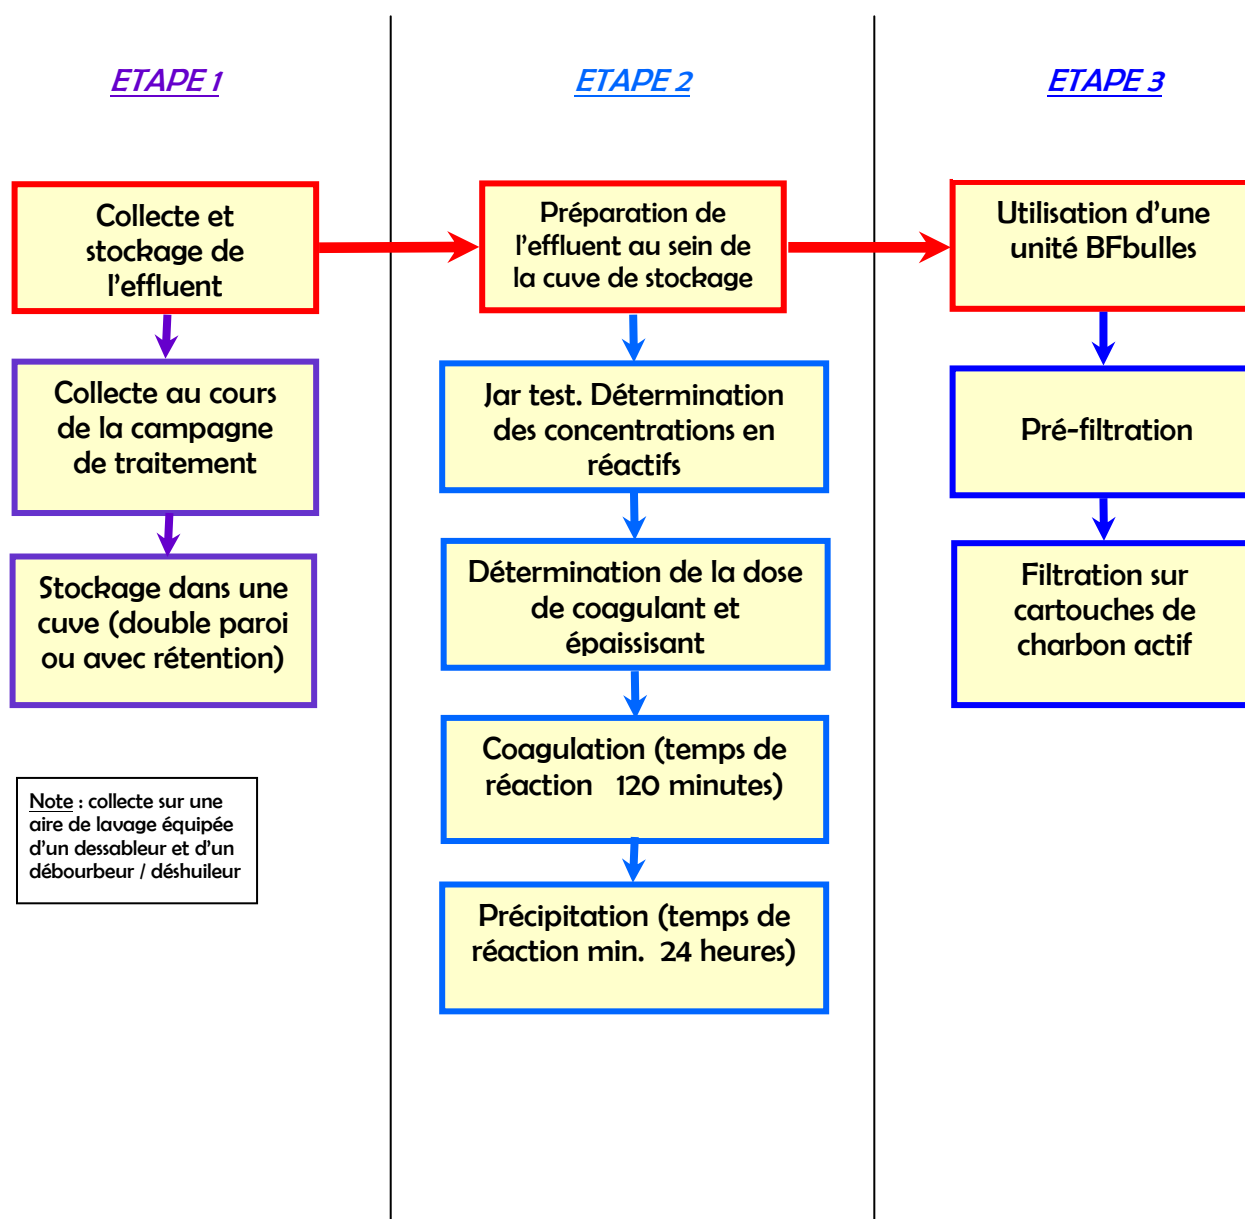 ETAPE 1
Collecte et
stockage de
l'effluent
Collecte au cours
de la campagne
de traitement
Stockage dans une
cuve (double paroi
ou avec rétention)
Note : collecte sur une
aire de lavage équipée
d'un dessableur et d'un
débourbeur / déshuileur
ETAPE 2
Préparation de
l'effluent au sein de
la cuve de stockage
Jar test. Détermination
des concentrations en
réactifs
Détermination de la dose
de coagulant et
épaississant
Coagulation (temps de
réaction 120 minutes)
Précipitation (temps de
réaction min. 24 heures)
ETAPE 3
Utilisation d'une
unité BFbulles
Pré-filtration
Filtration sur
cartouches de
charbon actif